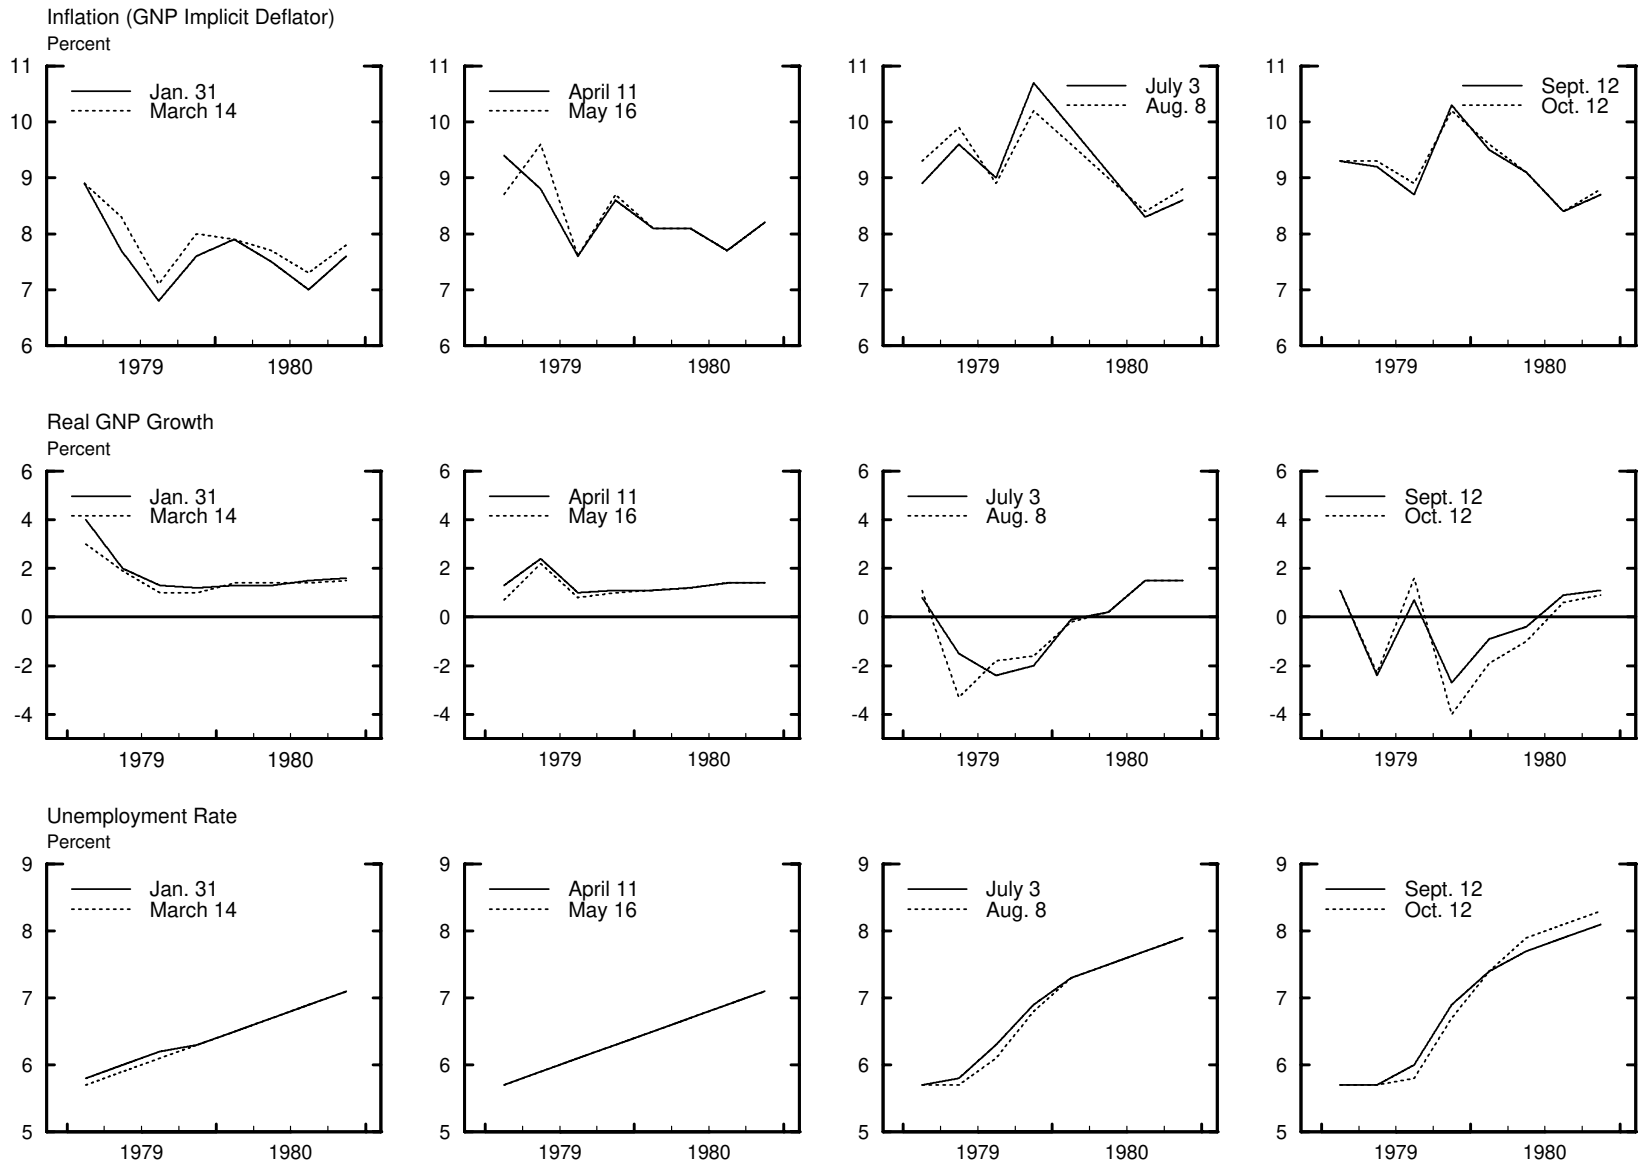 Inflation (GNP Implicit Deflator)
Percent
11
10
9
8
7
6
Jan. 31
March 14
1979 1980
11
10
9
8
7
6
April 11
May 16
1979 1980
11
10
9
8
7
6
July 3
Aug. 8
1979 1980
11
10
9
8
7
6
Sept. 12
Oct. 12
1979 1980
Real GNP Growth
Percent
6
4
2
0
-2
-4
Jan. 31
March 14
1979 1980
6
4
2
0
-2
-4
April 11
May 16
1979 1980
6
4
2
0
-2
-4
July 3
Aug. 8
1979 1980
6
4
2
0
-2
-4
Sept. 12
Oct. 12
1979 1980
Unemployment Rate
Percent
9
8
7
6
5
Jan. 31
March 14
1979 1980
9
8
7
6
5
April 11
May 16
1979 1980
9
8
7
6
5
July 3
Aug. 8
1979 1980
9
8
7
6
5
Sept. 12
Oct. 12
1979 1980